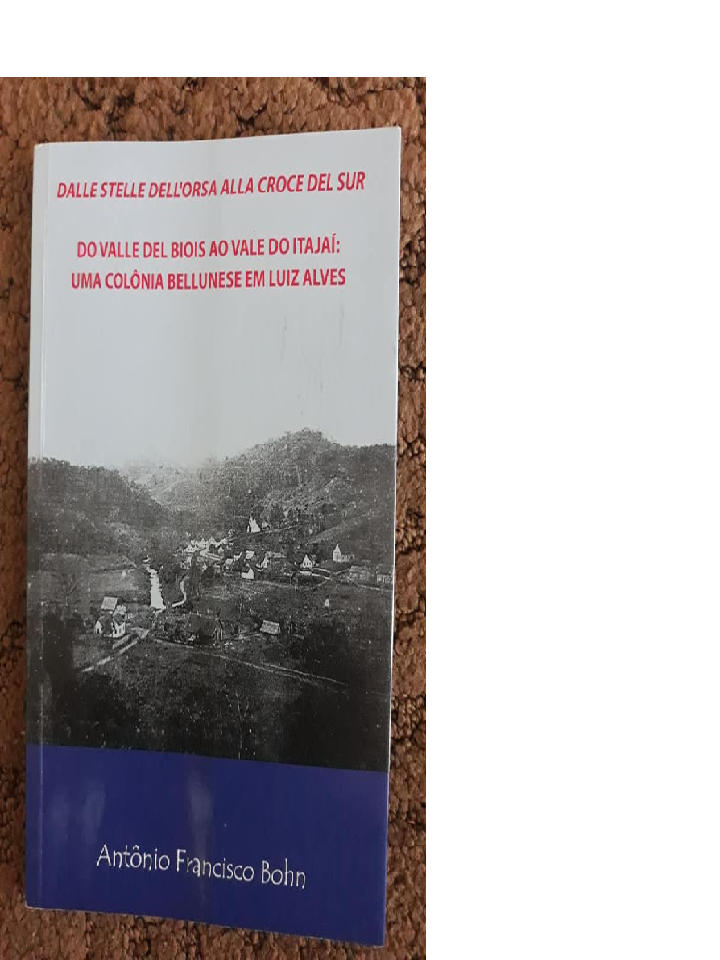 DALLE STELLE DELL'ORSA ALLA CROCE DEL SUR
DO VALLE DEL BIOIS AO VALE DO ITAJAÍ:
UMA COLÔNIA BELLUNESE EM LUIZ ALVES
Antônio Francisco Bohn